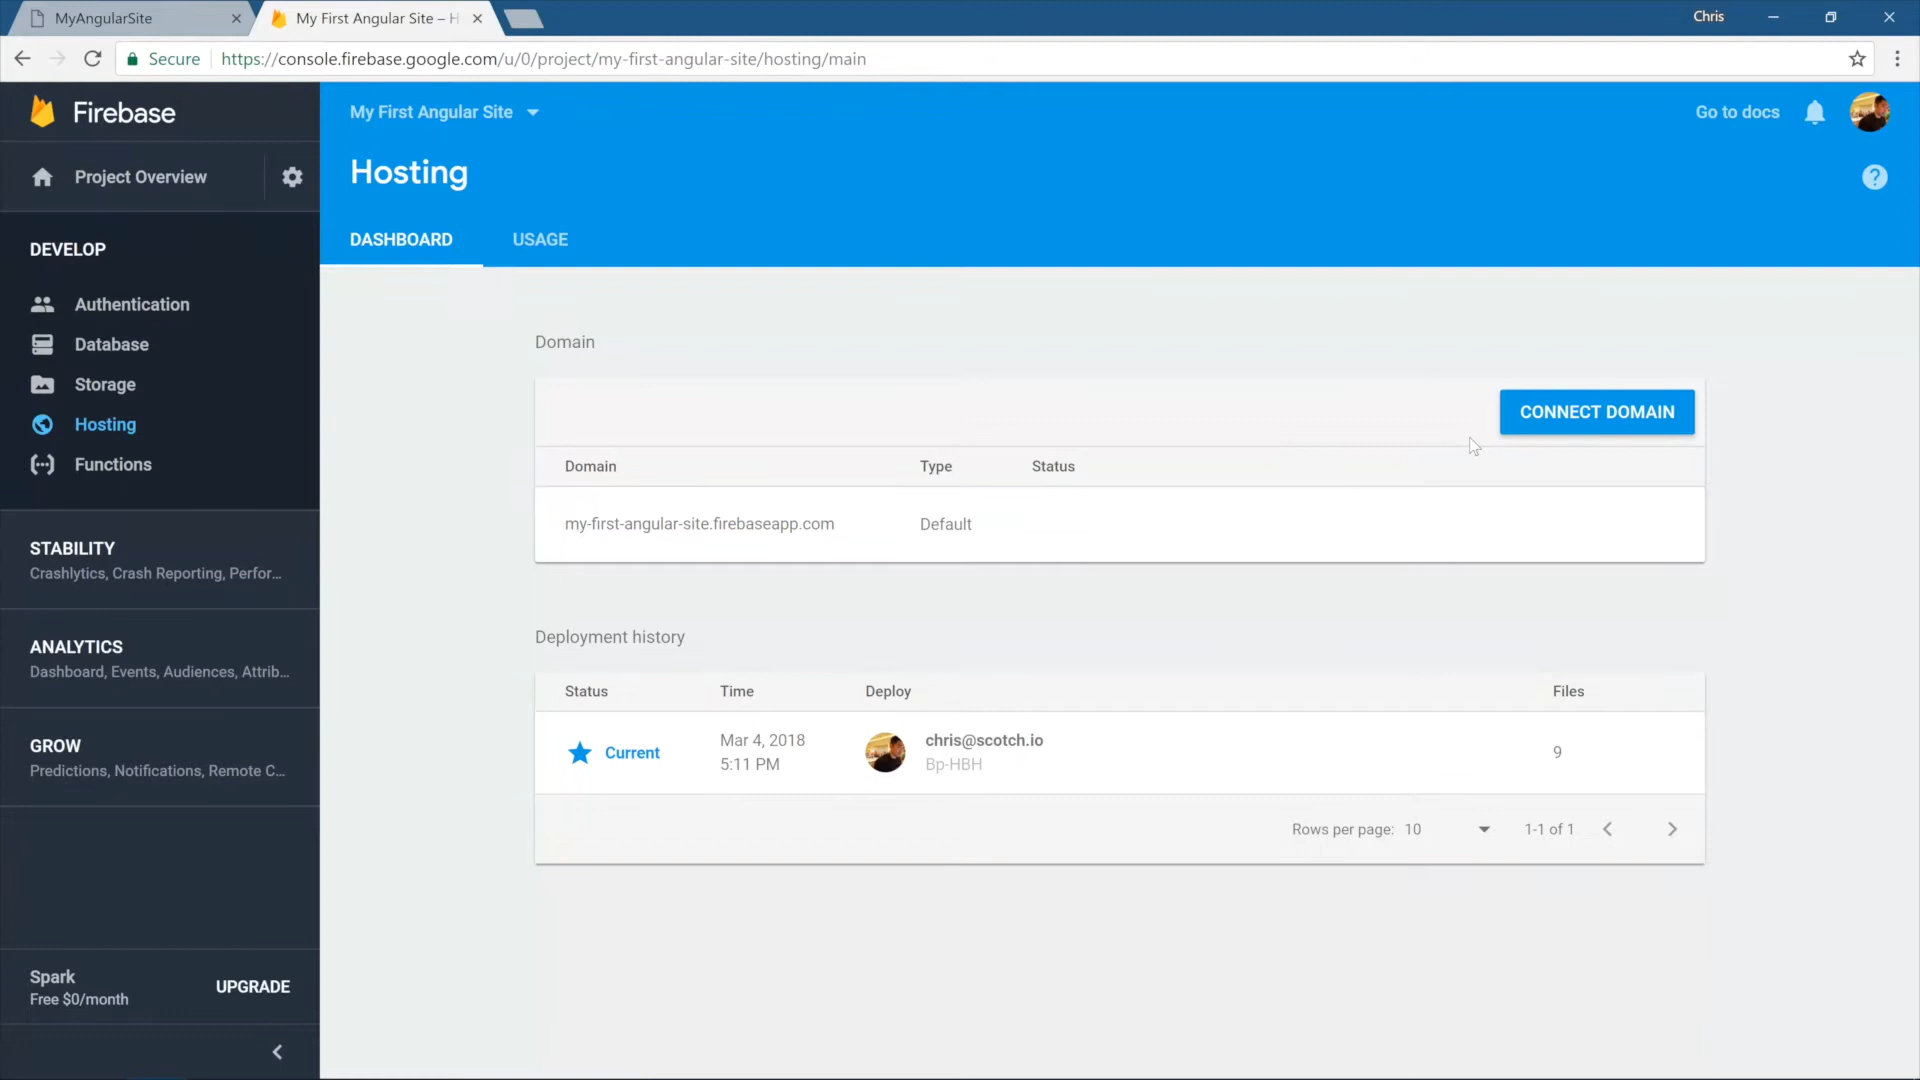 MyAngularSite
My First Angular Site – H
Chris
Secure
https://console.firebase.google.com/u/0/project/my-first-angular-site/hosting/main
Firebase
My First Angular Site
Go to docs
Project Overview
Hosting
?
DASHBOARD
USAGE
DEVELOP
Authentication
Database
Storage
Hosting
Functions
STABILITY
Crashlytics, Crash Reporting, Perfor...
ANALYTICS
Dashboard, Events, Audiences, Attrib...
GROW
Predictions, Notifications, Remote C...
Spark
Free $0/month
UPGRADE
Domain
CONNECT DOMAIN
Domain Type Status
my-first-angular-site.firebaseapp.com Default
Deployment history
Status Time Deploy Files
Current
Mar 4, 2018
5:11 PM
chris@scotch.io
Bp-HBH
9
Rows per page: 10
1-1 of 1